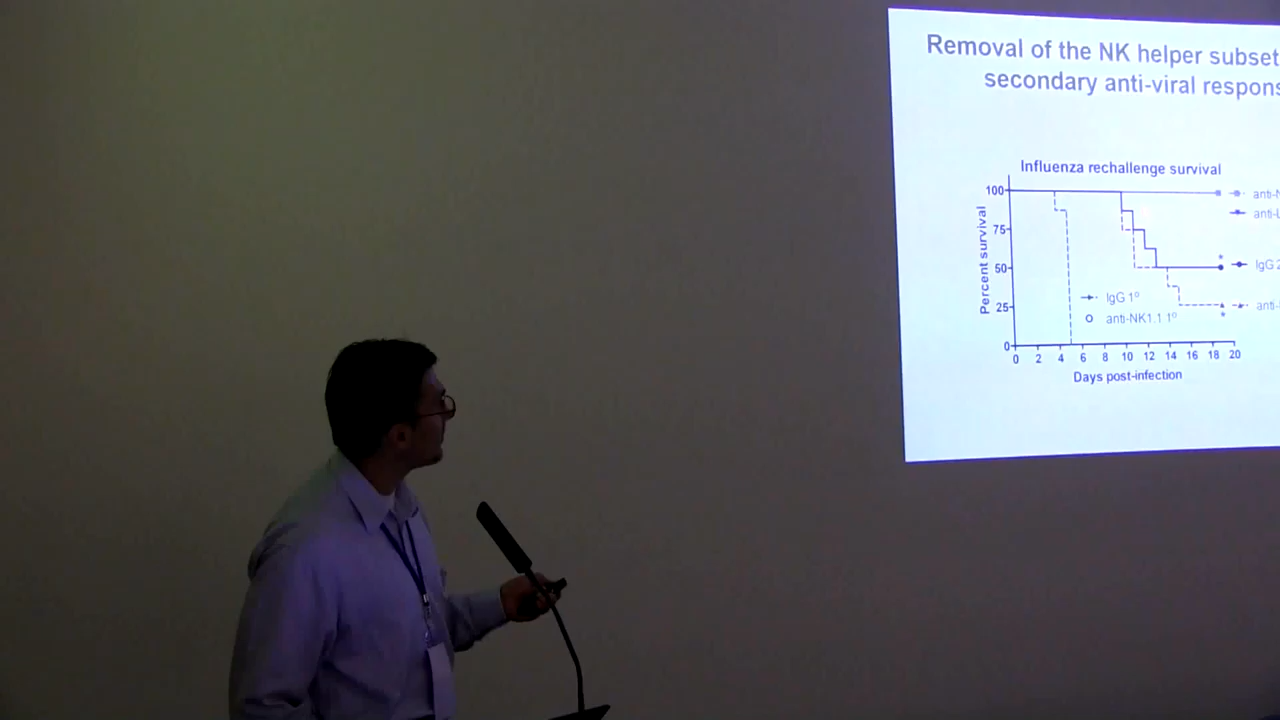 Removal of the NK helper subset
secondary anti-viral respons
Influenza rechallenge survival
Percent survival
100
75
50
25
0
anti-N
anti-L
*
IgG 2
IgG 1º
anti-
anti-NK1.1 1º
*
0 2 4 6 8 10 12 14 16 18 20
Days post-infection